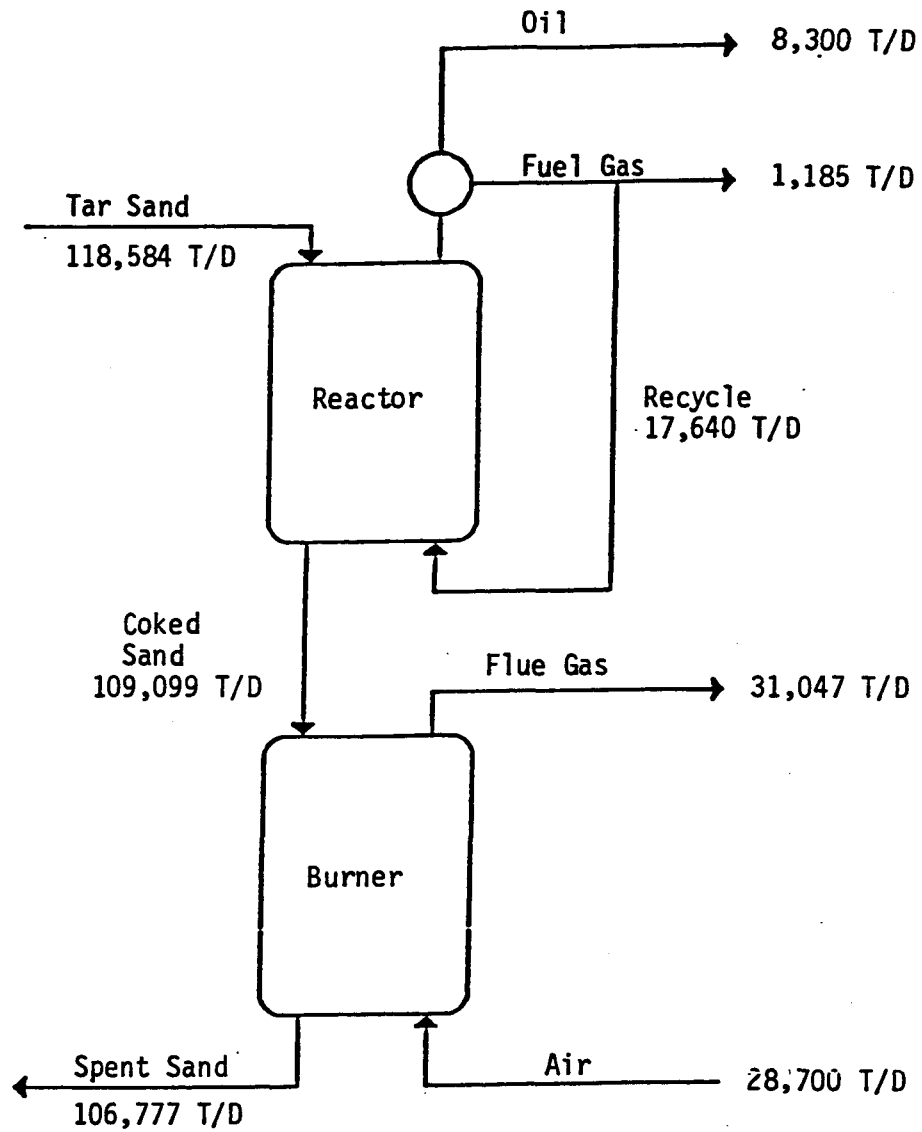 Oil
8,300 T/D
Fuel Gas
1,185 T/D
Tar Sand
118,584 T/D
Reactor
Recycle
17,640 T/D
Coked
Sand
109,099 T/D
Flue Gas
31,047 T/D
Burner
Spent Sand
106,777 T/D
Air
28,700 T/D